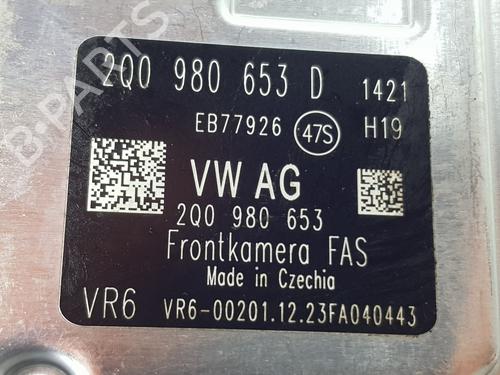 2Q0 980 653 D 1421
EB77926 47S H19
VW AG
2Q0 980 653
Frontkamera FAS
Made in Czechia
VR6 VR6-00201.12.23FA040443
B-PARTS